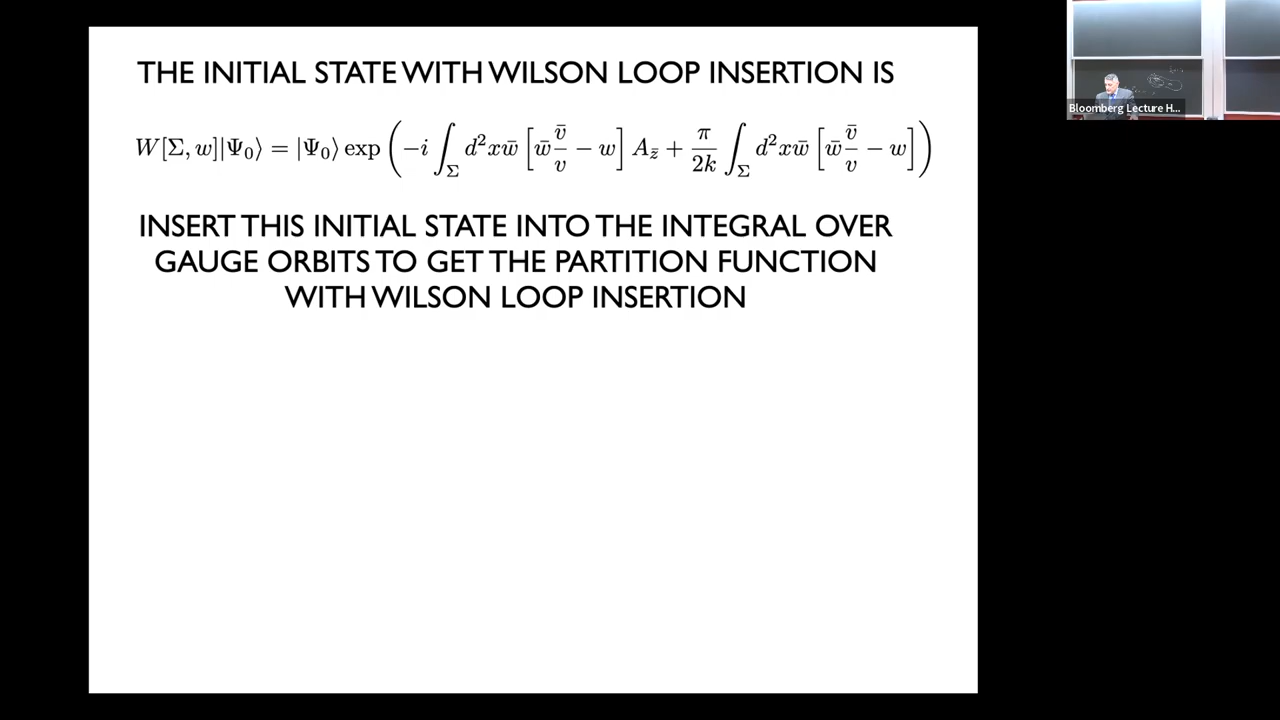 THE INITIAL STATE WITH WILSON LOOP INSERTION IS
W[Σ, w]|Ψ₀⟩ = |Ψ₀⟩ exp(−i ∫_Σ d²x w̄ [w̄ v̄/v − w] A_z̄ + π/2k ∫_Σ d²x w̄ [w̄ v̄/v − w])
INSERT THIS INITIAL STATE INTO THE INTEGRAL OVER
GAUGE ORBITS TO GET THE PARTITION FUNCTION
WITH WILSON LOOP INSERTION
Bloomberg Lecture H...